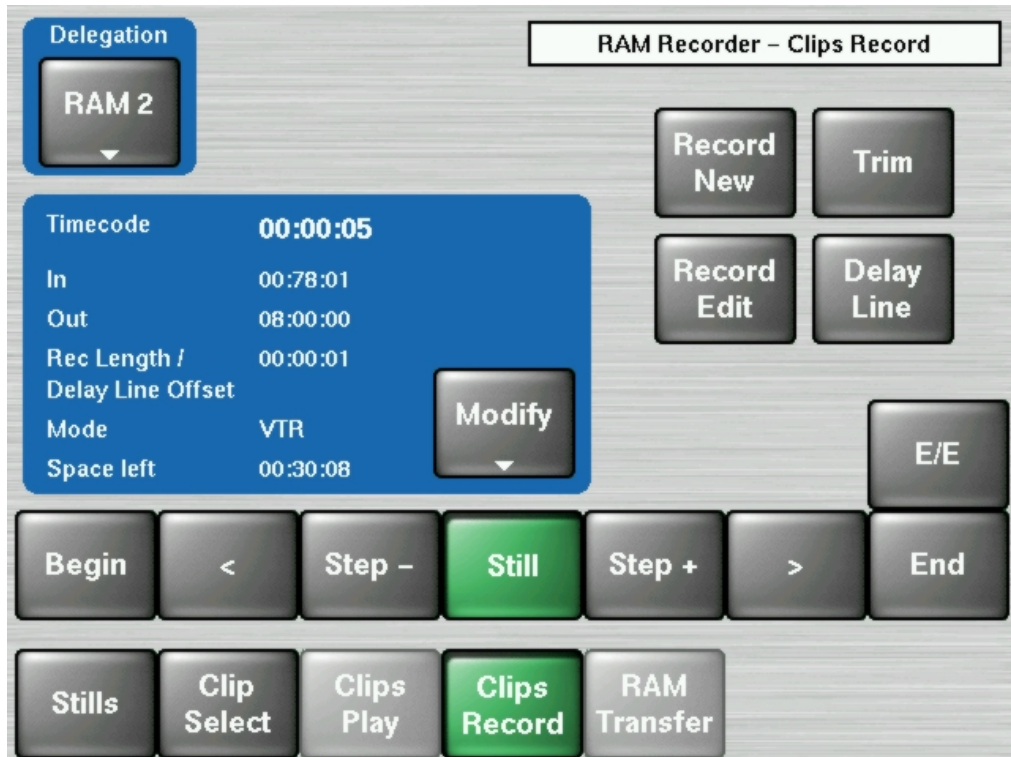 Delegation
RAM 2
RAM Recorder – Clips Record
Record
New
Trim
Record
Edit
Delay
Line
Timecode 00:00:05
In 00:78:01
Out 08:00:00
Rec Length / 00:00:01
Delay Line Offset
Mode VTR
Space left 00:30:08
Modify
E/E
Begin < Step – Still Step + > End
Stills
Clip
Select
Clips
Play
Clips
Record
RAM
Transfer